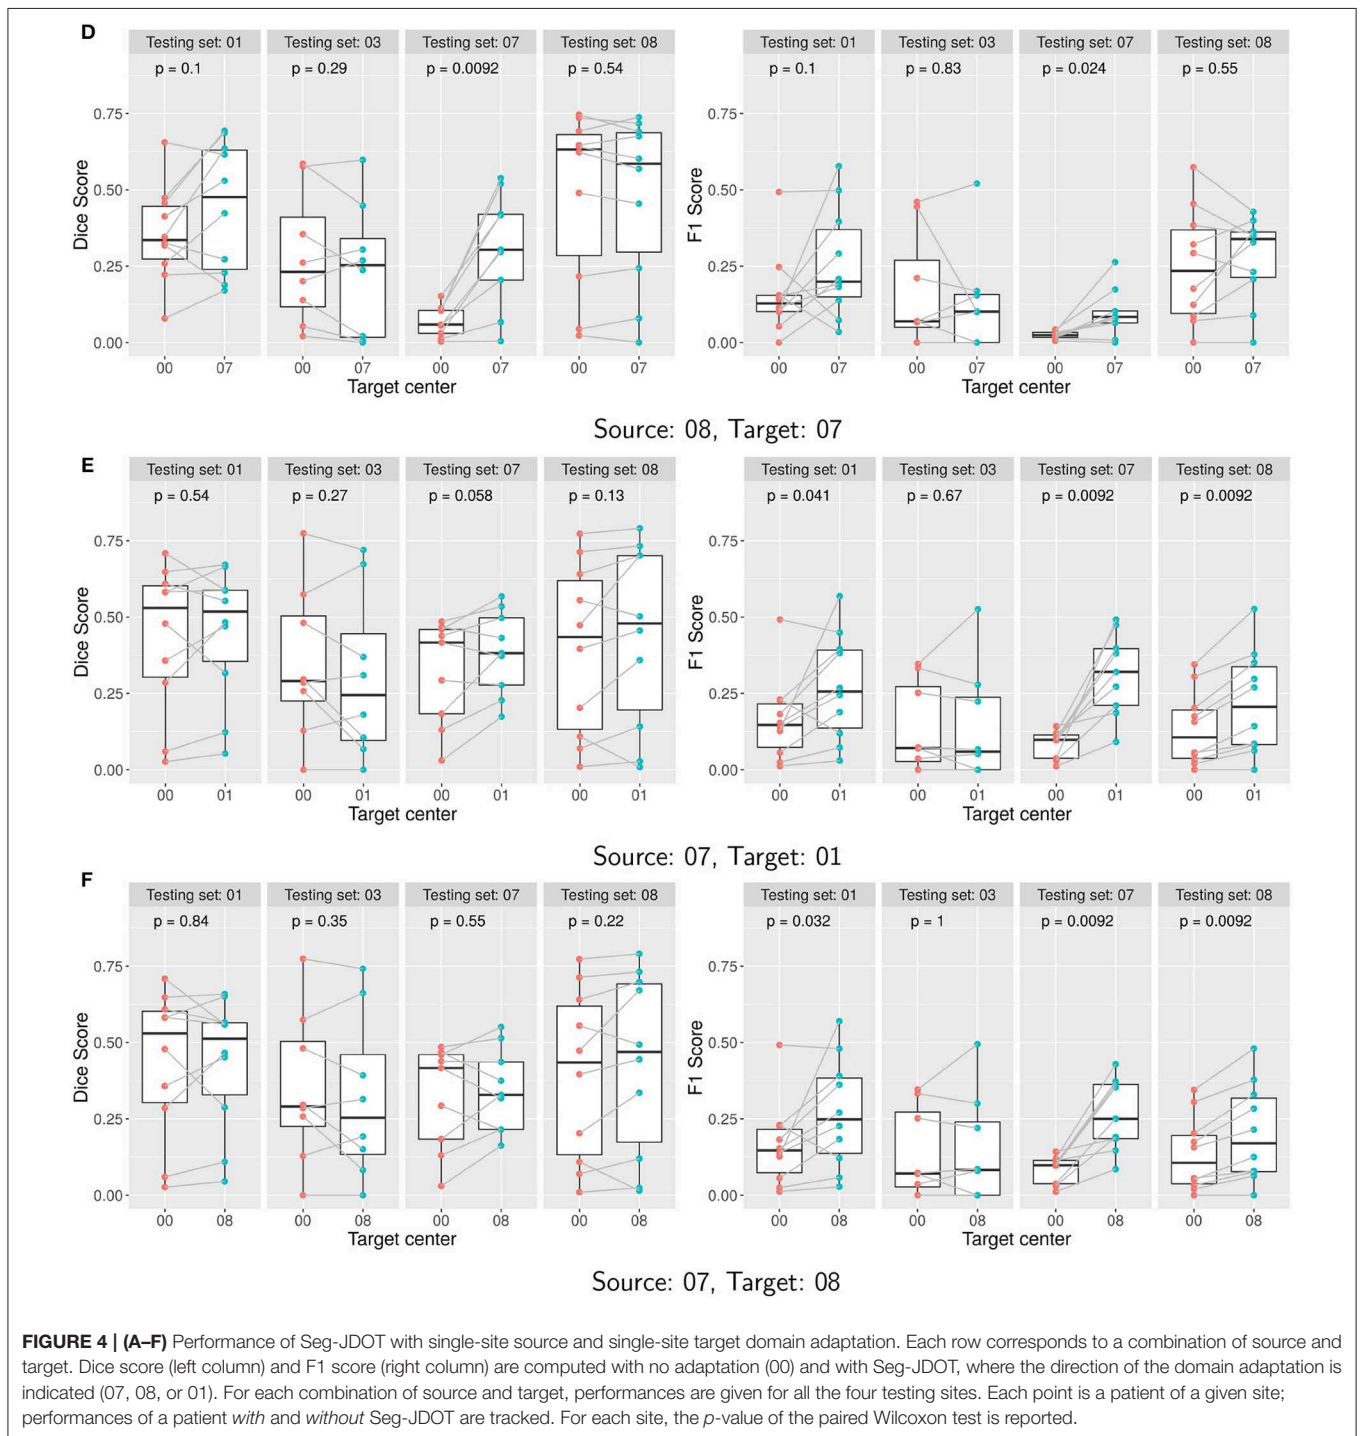 D
Testing set: 01 Testing set: 03 Testing set: 07 Testing set: 08
p = 0.1 p = 0.29 p = 0.0092 p = 0.54
Dice Score
0.75
0.50
0.25
0.00
00 07 00 07 00 07 00 07
Target center
Testing set: 01 Testing set: 03 Testing set: 07 Testing set: 08
p = 0.1 p = 0.83 p = 0.024 p = 0.55
F1 Score
0.75
0.50
0.25
0.00
00 07 00 07 00 07 00 07
Target center
Source: 08, Target: 07
E
Testing set: 01 Testing set: 03 Testing set: 07 Testing set: 08
p = 0.54 p = 0.27 p = 0.058 p = 0.13
Dice Score
0.75
0.50
0.25
0.00
00 01 00 01 00 01 00 01
Target center
Testing set: 01 Testing set: 03 Testing set: 07 Testing set: 08
p = 0.041 p = 0.67 p = 0.0092 p = 0.0092
F1 Score
0.75
0.50
0.25
0.00
00 01 00 01 00 01 00 01
Target center
Source: 07, Target: 01
F
Testing set: 01 Testing set: 03 Testing set: 07 Testing set: 08
p = 0.84 p = 0.35 p = 0.55 p = 0.22
Dice Score
0.75
0.50
0.25
0.00
00 08 00 08 00 08 00 08
Target center
Testing set: 01 Testing set: 03 Testing set: 07 Testing set: 08
p = 0.032 p = 1 p = 0.0092 p = 0.0092
F1 Score
0.75
0.50
0.25
0.00
00 08 00 08 00 08 00 08
Target center
Source: 07, Target: 08
FIGURE 4 | (A–F) Performance of Seg-JDOT with single-site source and single-site target domain adaptation. Each row corresponds to a combination of source and
target. Dice score (left column) and F1 score (right column) are computed with no adaptation (00) and with Seg-JDOT, where the direction of the domain adaptation is
indicated (07, 08, or 01). For each combination of source and target, performances are given for all the four testing sites. Each point is a patient of a given site;
performances of a patient with and without Seg-JDOT are tracked. For each site, the p-value of the paired Wilcoxon test is reported.